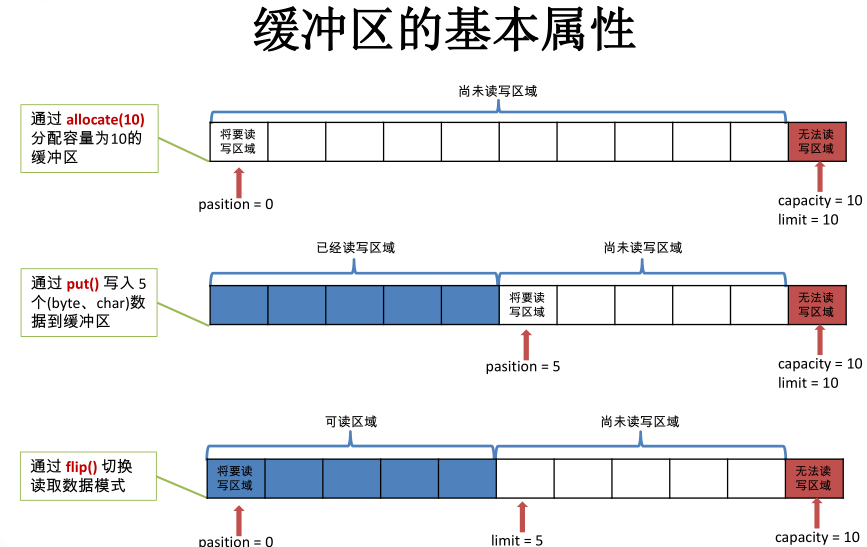 缓冲区的基本属性
尚未读写区域
通过 allocate(10)
分配容量为10的
缓冲区
将要读
写区域
无法读
写区域
pasition = 0
capacity = 10
limit = 10
已经读写区域
尚未读写区域
通过 put() 写入 5
个(byte、char)数
据到缓冲区
将要读
写区域
无法读
写区域
pasition = 5
capacity = 10
limit = 10
可读区域
尚未读写区域
通过 flip() 切换
读取数据模式
将要读
写区域
无法读
写区域
pasition = 0
limit = 5
capacity = 10